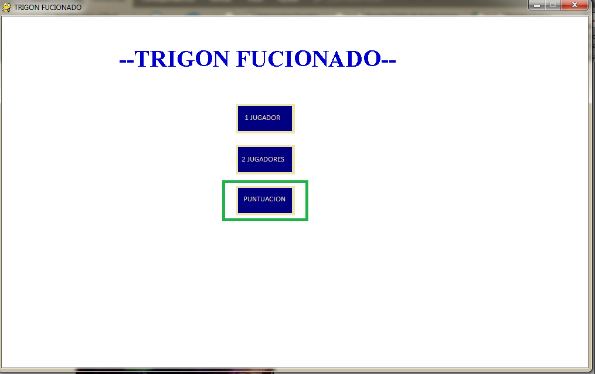 TRIGON FUCIONADO
--TRIGON FUCIONADO--
1 JUGADOR
2 JUGADORES
PUNTUACION